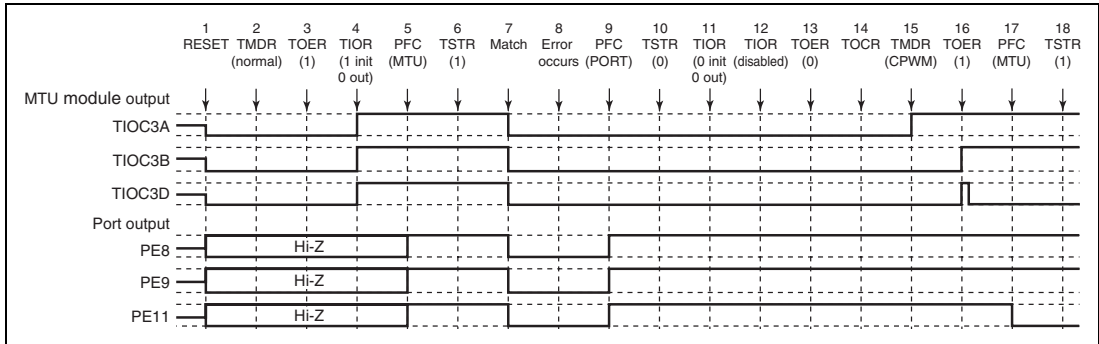 1 2 3 4 5 6 7 8 9 10 11 12 13 14 15 16 17 18
RESET TMDR TOER TIOR PFC TSTR Match Error PFC TSTR TIOR TIOR TOER TOCR TMDR TOER PFC TSTR
(normal) (1) (1 init (MTU) (1) occurs (PORT) (0) (0 init (disabled) (0) (CPWM) (1) (MTU) (1)
0 out) 0 out)
MTU module output
TIOC3A
TIOC3B
TIOC3D
Port output
PE8 Hi-Z
PE9 Hi-Z
PE11 Hi-Z